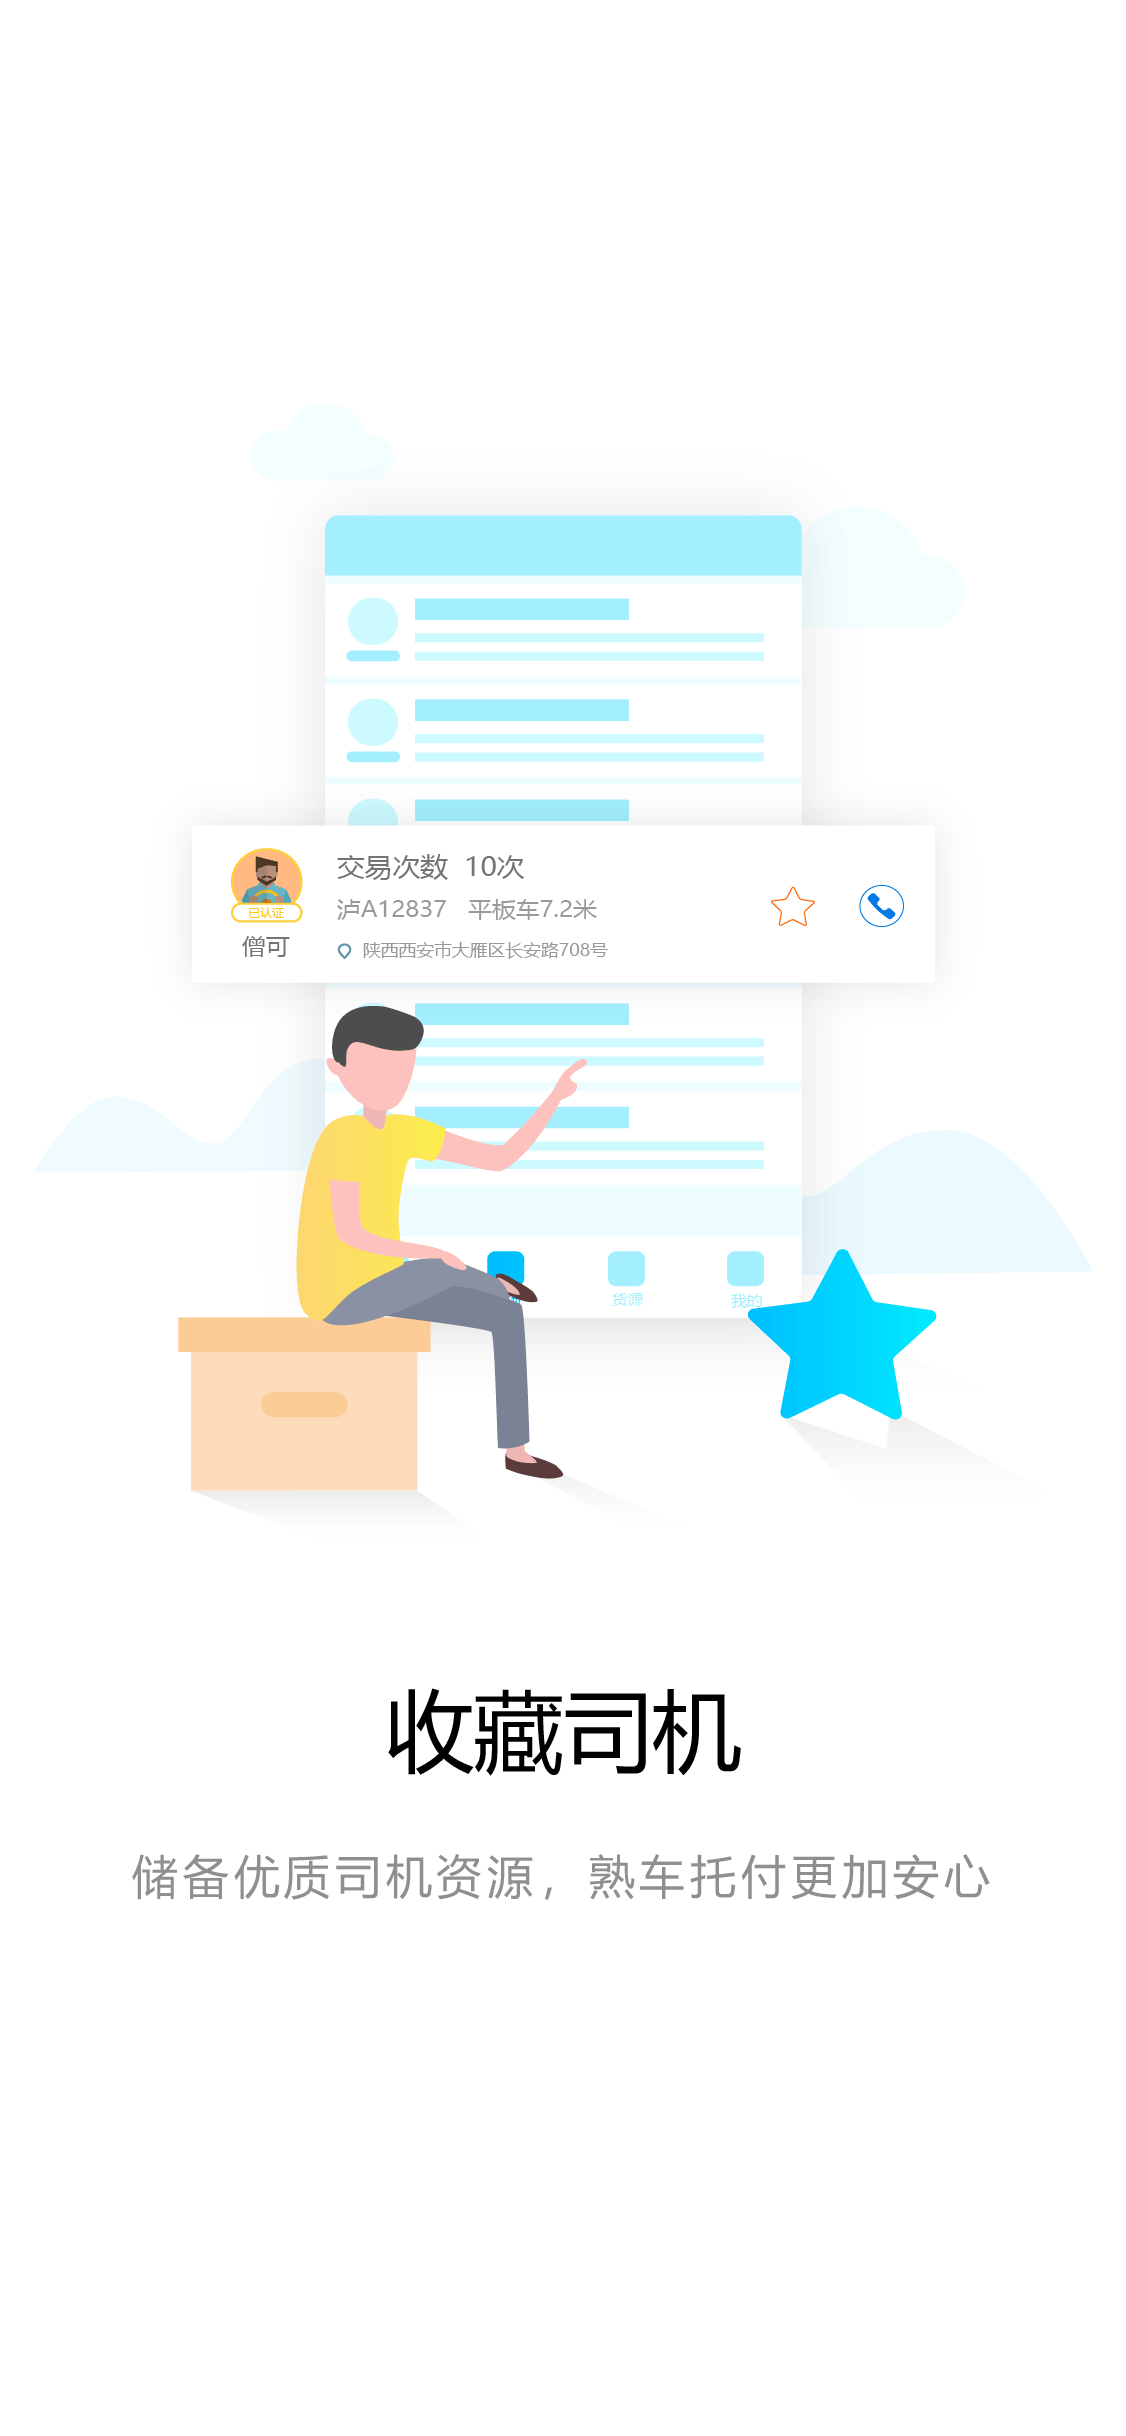 交易次数 10次
已认证
泸A12837 平板车7.2米
僧可
陕西西安市大雁区长安路708号
货源
我的
收藏司机
储备优质司机资源，熟车托付更加安心